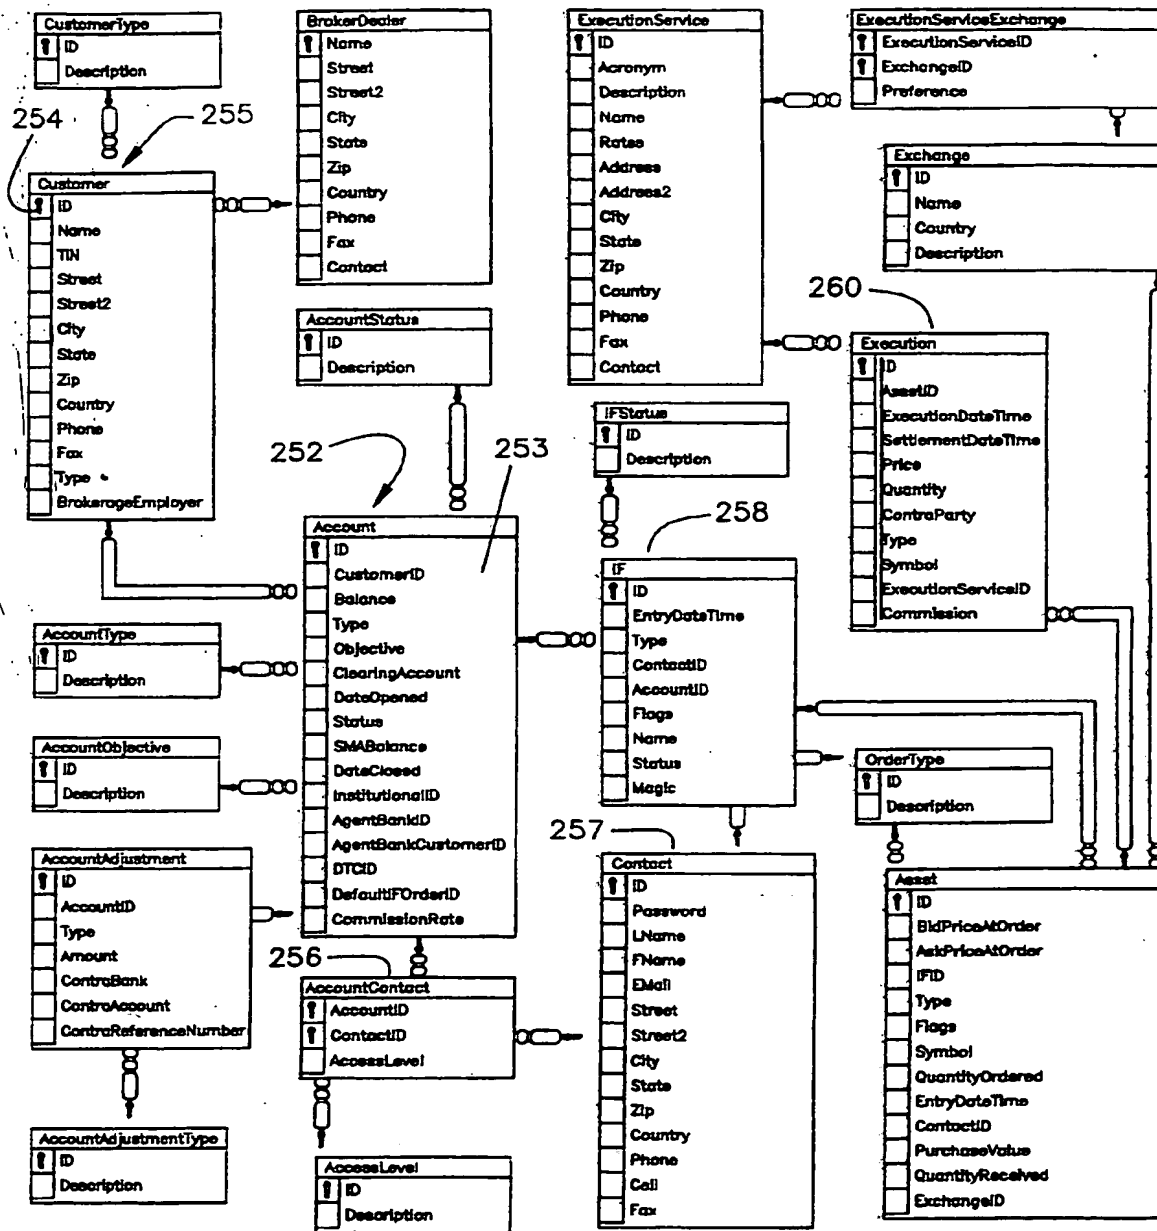 CustomerType
ID
Description
254
255
Customer
ID
Name
TIN
Street
Street2
City
State
Zip
Country
Phone
Fax
Type
BrokerageEmployer
BrokerDealer
Name
Street
Street2
City
State
Zip
Country
Phone
Fax
Contact
AccountStatus
ID
Description
ExecutionService
ID
Acronym
Description
Name
Rates
Address
Address2
City
State
Zip
Country
Phone
Fax
Contact
ExecutionServiceExchange
ExecutionServiceID
ExchangeID
Preference
Exchange
ID
Name
Country
Description
260
Execution
ID
AssetID
ExecutionDateTime
SettlementDateTime
Price
Quantity
ContraParty
Type
Symbol
ExecutionServiceID
Commission
IFStatus
ID
Description
252
253
Account
ID
CustomerID
Balance
Type
Objective
ClearingAccount
DateOpened
Status
SMABalance
DateClosed
InstitutionalID
AgentBankID
AgentBankCustomerID
DTCID
DefaultIFOrderID
CommissionRate
258
IF
ID
EntryDateTime
Type
ContactID
AccountID
Flags
Name
Status
Magic
AccountType
ID
Description
AccountObjective
ID
Description
OrderType
ID
Description
AccountAdjustment
ID
AccountID
Type
Amount
ContraBank
ContraAccount
ContraReferenceNumber
256
AccountContact
AccountID
ContactID
AccessLevel
257
Contact
ID
Password
LName
FName
EMail
Street
Street2
City
State
Zip
Country
Phone
Cell
Fax
Asset
ID
BidPriceAtOrder
AskPriceAtOrder
IFID
Type
Flags
Symbol
QuantityOrdered
EntryDateTime
ContactID
PurchaseValue
QuantityReceived
ExchangeID
AccountAdjustmentType
ID
Description
AccessLevel
ID
Description